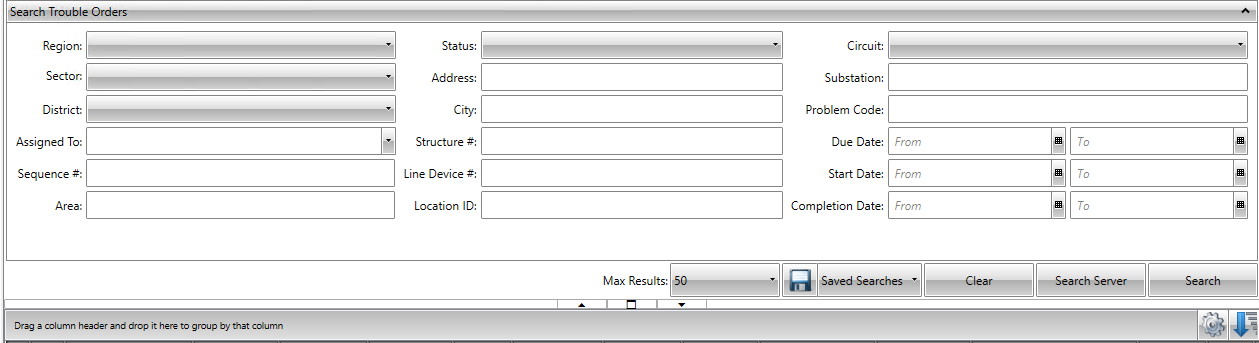 Search Trouble Orders
Region: Status: Circuit:
Sector: Address: Substation:
District: City: Problem Code:
Assigned To: Structure #: Due Date: From To
Sequence #: Line Device #: Start Date: From To
Area: Location ID: Completion Date: From To
Max Results: 50 Saved Searches Clear Search Server Search
Drag a column header and drop it here to group by that column